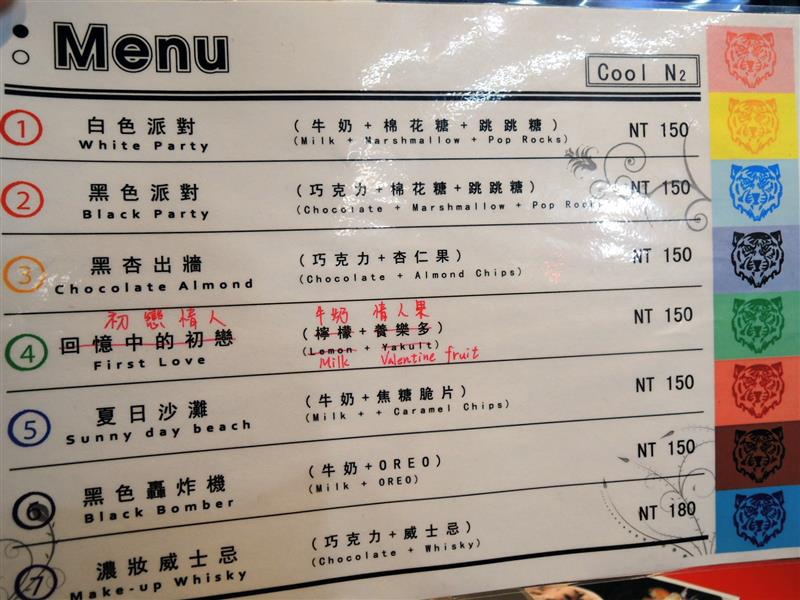 Menu
Cool N2
1 白色派對 (牛奶+棉花糖+跳跳糖) NT 150
White Party (Milk + Marshmallow + Pop Rocks)
2 黑色派對 (巧克力+棉花糖+跳跳糖) NT 150
Black Party (Chocolate + Marshmallow + Pop Rocks)
3 黑杏出牆 (巧克力+杏仁果) NT 150
Chocolate Almond (Chocolate + Almond Chips)
初戀情人 牛奶 情人果
4 回憶中的初戀 (檸檬+養樂多) NT 150
First Love (Lemon + Yakult)
Milk Valentine fruit
5 夏日沙灘 (牛奶+焦糖脆片) NT 150
Sunny day beach (Milk + + Caramel Chips)
6 黑色轟炸機 (牛奶+OREO) NT 150
Black Bomber (Milk + OREO)
7 濃妝威士忌 (巧克力+威士忌) NT 180
Make-up Whisky (Chocolate + Whisky)